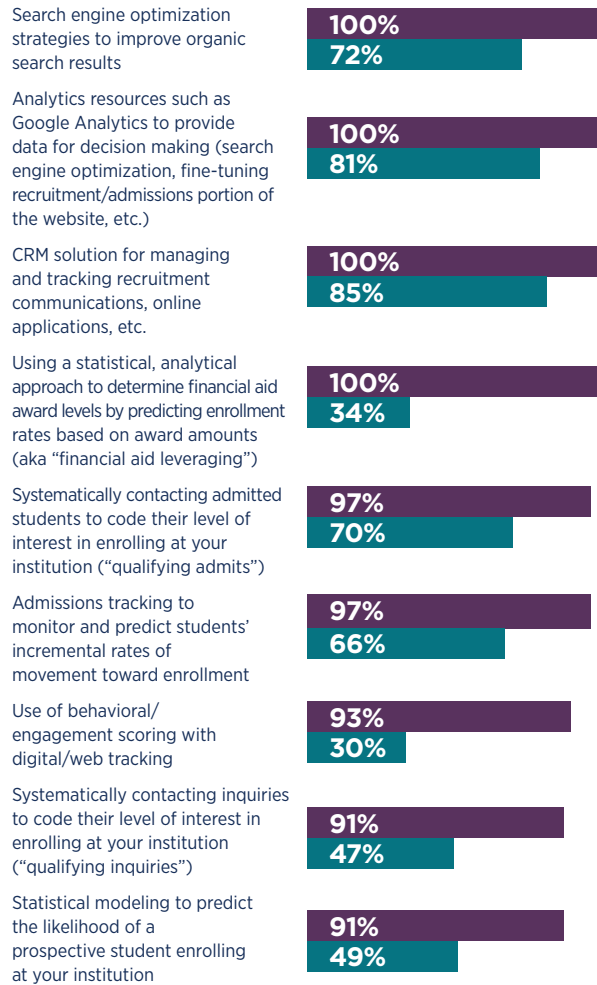 Search engine optimization
strategies to improve organic
search results
100%
72%
Analytics resources such as
Google Analytics to provide
data for decision making (search
engine optimization, fine-tuning
recruitment/admissions portion of
the website, etc.)
100%
81%
CRM solution for managing
and tracking recruitment
communications, online
applications, etc.
100%
85%
Using a statistical, analytical
approach to determine financial aid
award levels by predicting enrollment
rates based on award amounts
(aka “financial aid leveraging”)
100%
34%
Systematically contacting admitted
students to code their level of
interest in enrolling at your
institution (“qualifying admits”)
97%
70%
Admissions tracking to
monitor and predict students’
incremental rates of
movement toward enrollment
97%
66%
Use of behavioral/
engagement scoring with
digital/web tracking
93%
30%
Systematically contacting inquiries
to code their level of interest in
enrolling at your institution
(“qualifying inquiries”)
91%
47%
Statistical modeling to predict
the likelihood of a
prospective student enrolling
at your institution
91%
49%